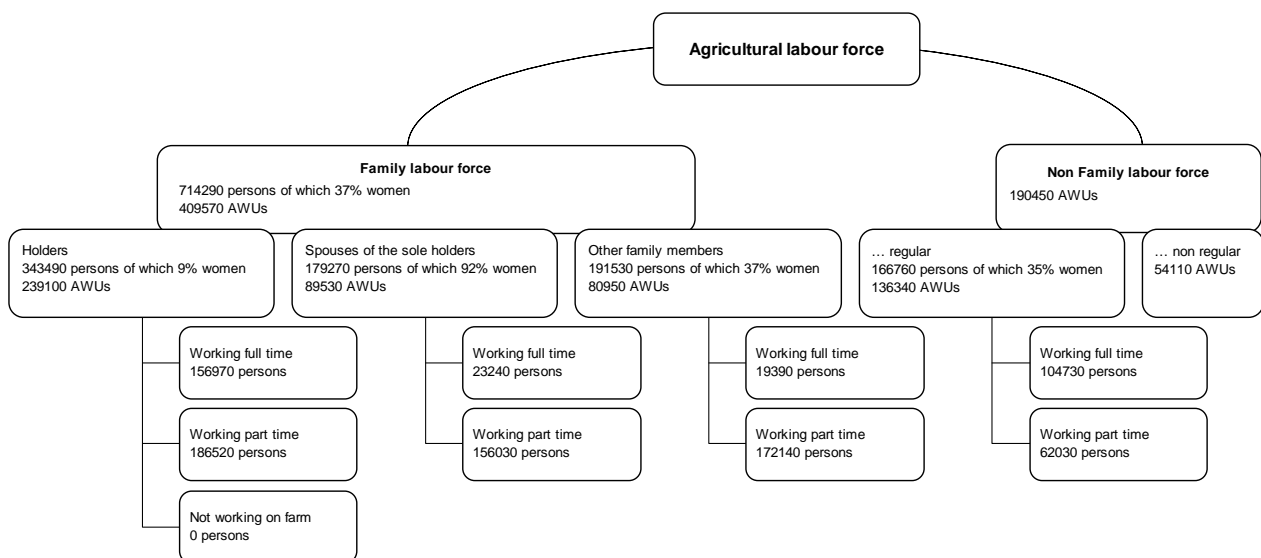 Agricultural labour force
Family labour force
714290 persons of which 37% women
409570 AWUs
Non Family labour force
190450 AWUs
Holders
343490 persons of which 9% women
239100 AWUs
Spouses of the sole holders
179270 persons of which 92% women
89530 AWUs
Other family members
191530 persons of which 37% women
80950 AWUs
... regular
166760 persons of which 35% women
136340 AWUs
... non regular
54110 AWUs
Working full time
156970 persons
Working full time
23240 persons
Working full time
19390 persons
Working full time
104730 persons
Working part time
186520 persons
Working part time
156030 persons
Working part time
172140 persons
Working part time
62030 persons
Not working on farm
0 persons